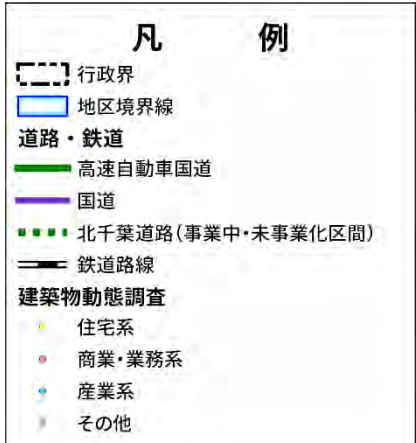 凡 例
行政界
地区境界線
道路・鉄道
高速自動車国道
国道
北千葉道路(事業中・未事業化区間)
鉄道路線
建築物動態調査
住宅系
商業・業務系
産業系
その他